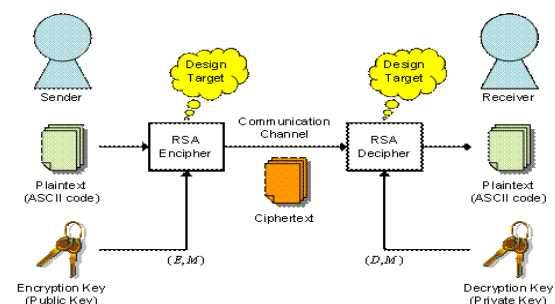 Design
Target
Design
Target
Sender
Receiver
Communication
Channel
RSA
Encipher
RSA
Decipher
Plaintext
(ASCII code)
Ciphertext
Plaintext
(ASCII code)
(E,M)
(D,M)
Encryption Key
(Public Key)
Decryption Key
(Private Key)